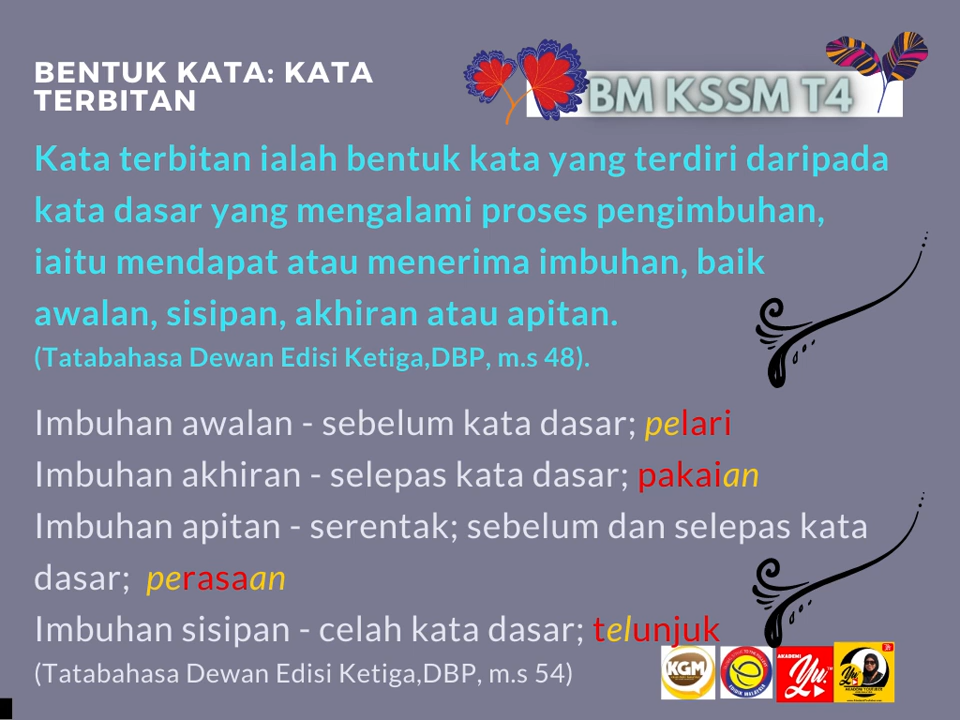 BENTUK KATA: KATA
TERBITAN
BM KSSM T4
Kata terbitan ialah bentuk kata yang terdiri daripada
kata dasar yang mengalami proses pengimbuhan,
iaitu mendapat atau menerima imbuhan, baik
awalan, sisipan, akhiran atau apitan.
(Tatabahasa Dewan Edisi Ketiga,DBP, m.s 48).
Imbuhan awalan - sebelum kata dasar; pelari
Imbuhan akhiran - selepas kata dasar; pakaian
Imbuhan apitan - serentak; sebelum dan selepas kata
dasar; perasaan
Imbuhan sisipan - celah kata dasar; telunjuk
(Tatabahasa Dewan Edisi Ketiga,DBP, m.s 54)
KGM
AKADEMI
Yu.
Yu.